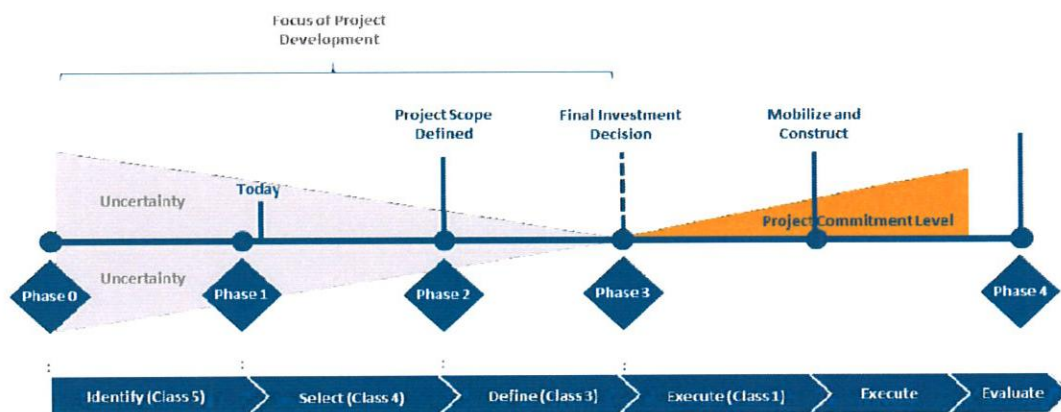 Focus of Project
Development
Project Scope
Defined
Final Investment
Decision
Mobilize and
Construct
Today
Uncertainty
Project Commitment Level
Uncertainty
Phase 0
Phase 1
Phase 2
Phase 3
Phase 4
Identify (Class 5)
Select (Class 4)
Define (Class 3)
Execute (Class 1)
Execute
Evaluate